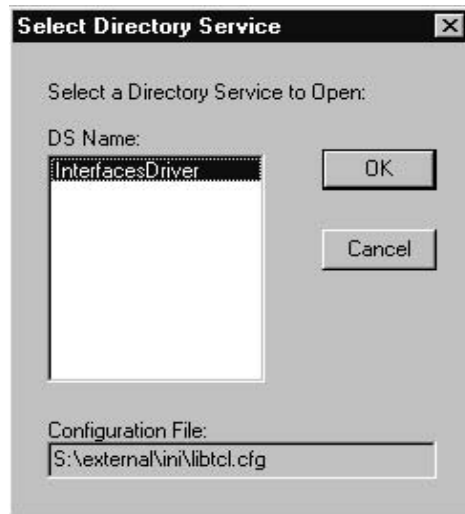 Select Directory Service
Select a Directory Service to Open:
DS Name:
InterfacesDriver
OK
Cancel
Configuration File:
S:\external\ini\libtcl.cfg